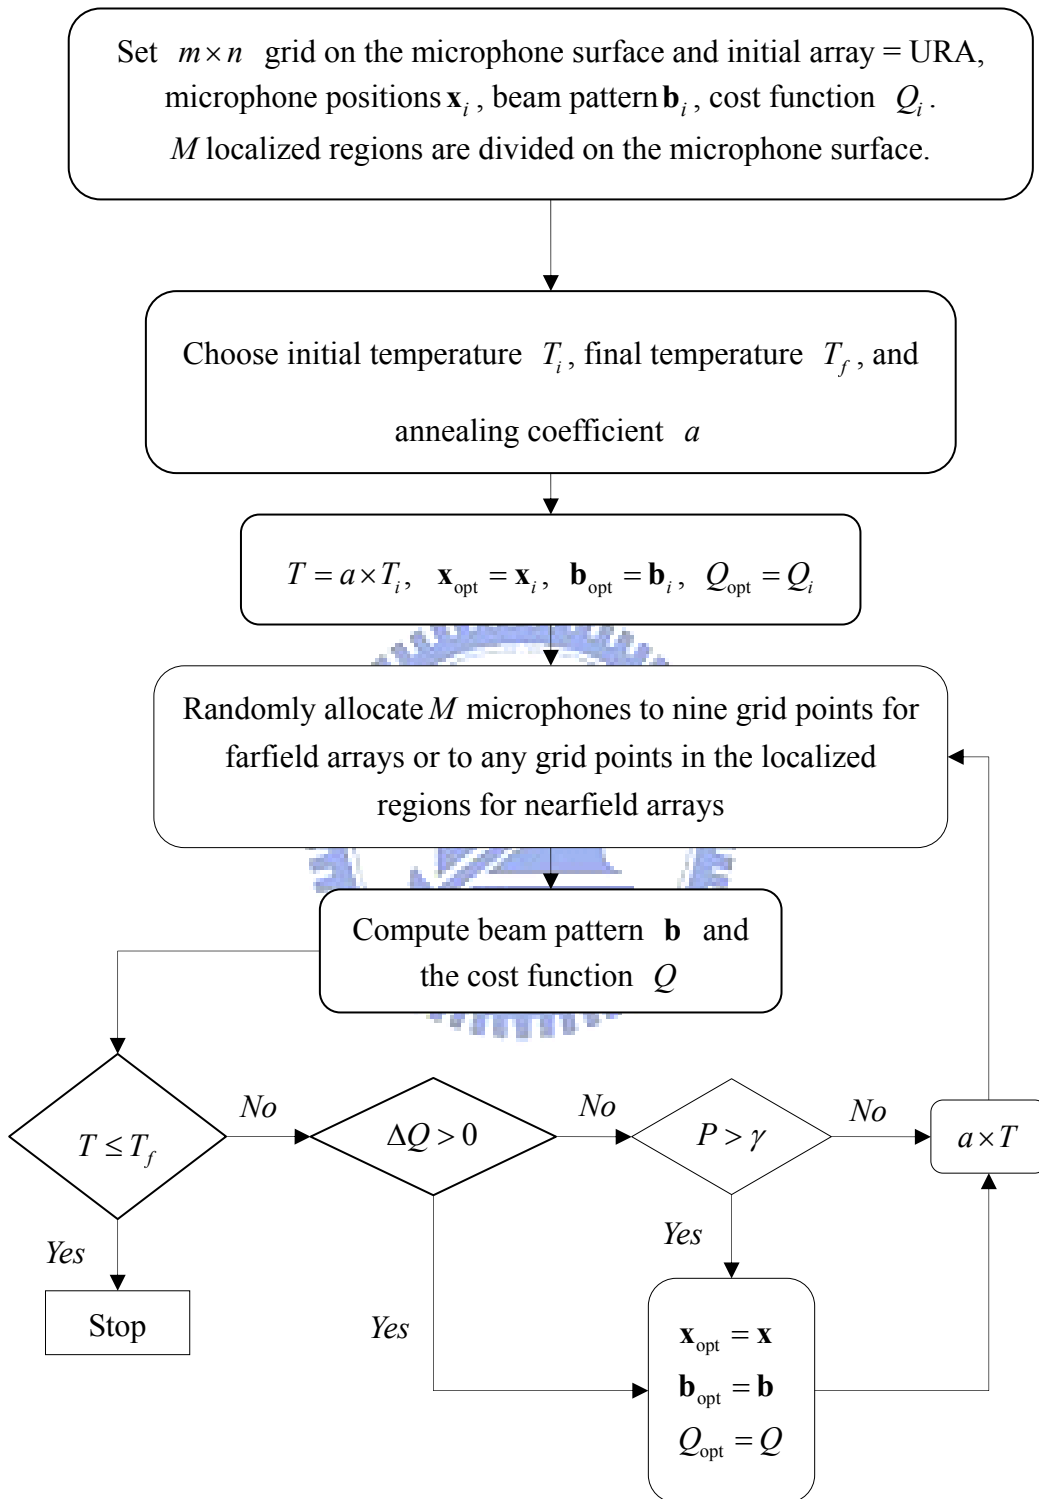 Set m × n grid on the microphone surface and initial array = URA,
microphone positions x_i, beam pattern b_i, cost function Q_i.
M localized regions are divided on the microphone surface.
Choose initial temperature T_i, final temperature T_f, and
annealing coefficient a
T = a × T_i, x_opt = x_i, b_opt = b_i, Q_opt = Q_i
Randomly allocate M microphones to nine grid points for
farfield arrays or to any grid points in the localized
regions for nearfield arrays
Compute beam pattern b and
the cost function Q
T ≤ T_f
No
ΔQ > 0
No
P > γ
No
a × T
Yes
Stop
Yes
Yes
x_opt = x
b_opt = b
Q_opt = Q